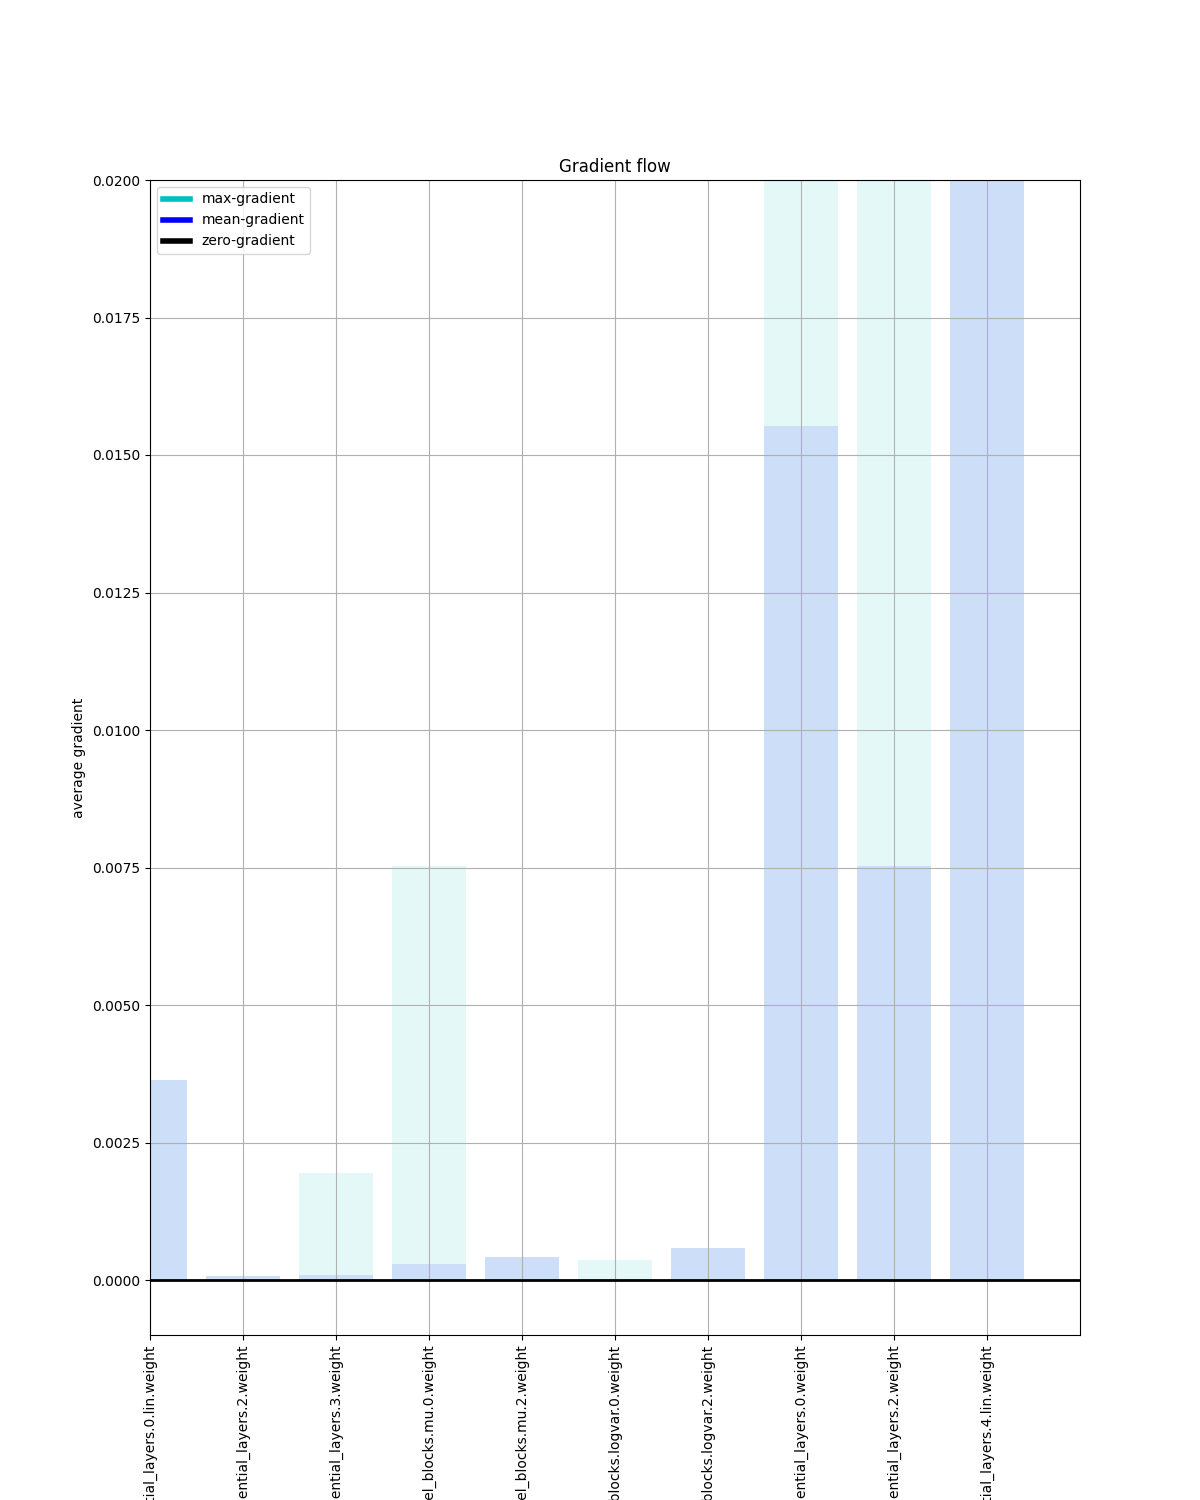 Gradient flow
max-gradient
mean-gradient
zero-gradient
average gradient
0.0200
0.0175
0.0150
0.0125
0.0100
0.0075
0.0050
0.0025
0.0000
tial_layers.0.lin.weight
ential_layers.2.weight
ential_layers.3.weight
el_blocks.mu.0.weight
el_blocks.mu.2.weight
blocks.logvar.0.weight
blocks.logvar.2.weight
ential_layers.0.weight
ential_layers.2.weight
tial_layers.4.lin.weight